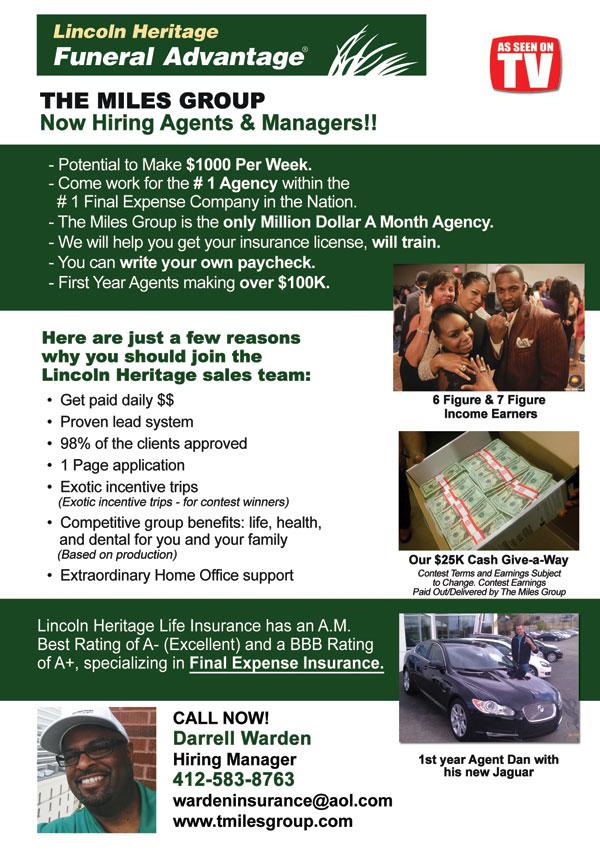 Lincoln Heritage
Funeral Advantage®
AS SEEN ON
TV
THE MILES GROUP
Now Hiring Agents & Managers!!
- Potential to Make $1000 Per Week.
- Come work for the # 1 Agency within the
# 1 Final Expense Company in the Nation.
- The Miles Group is the only Million Dollar A Month Agency.
- We will help you get your insurance license, will train.
- You can write your own paycheck.
- First Year Agents making over $100K.
Here are just a few reasons
why you should join the
Lincoln Heritage sales team:
• Get paid daily $$
• Proven lead system
• 98% of the clients approved
• 1 Page application
• Exotic incentive trips
(Exotic incentive trips - for contest winners)
• Competitive group benefits: life, health,
and dental for you and your family
(Based on production)
• Extraordinary Home Office support
6 Figure & 7 Figure
Income Earners
Our $25K Cash Give-a-Way
Contest Terms and Earnings Subject
to Change. Contest Earnings
Paid Out/Delivered by The Miles Group
Lincoln Heritage Life Insurance has an A.M.
Best Rating of A- (Excellent) and a BBB Rating
of A+, specializing in Final Expense Insurance.
1st year Agent Dan with
his new Jaguar
CALL NOW!
Darrell Warden
Hiring Manager
412-583-8763
wardeninsurance@aol.com
www.tmilesgroup.com